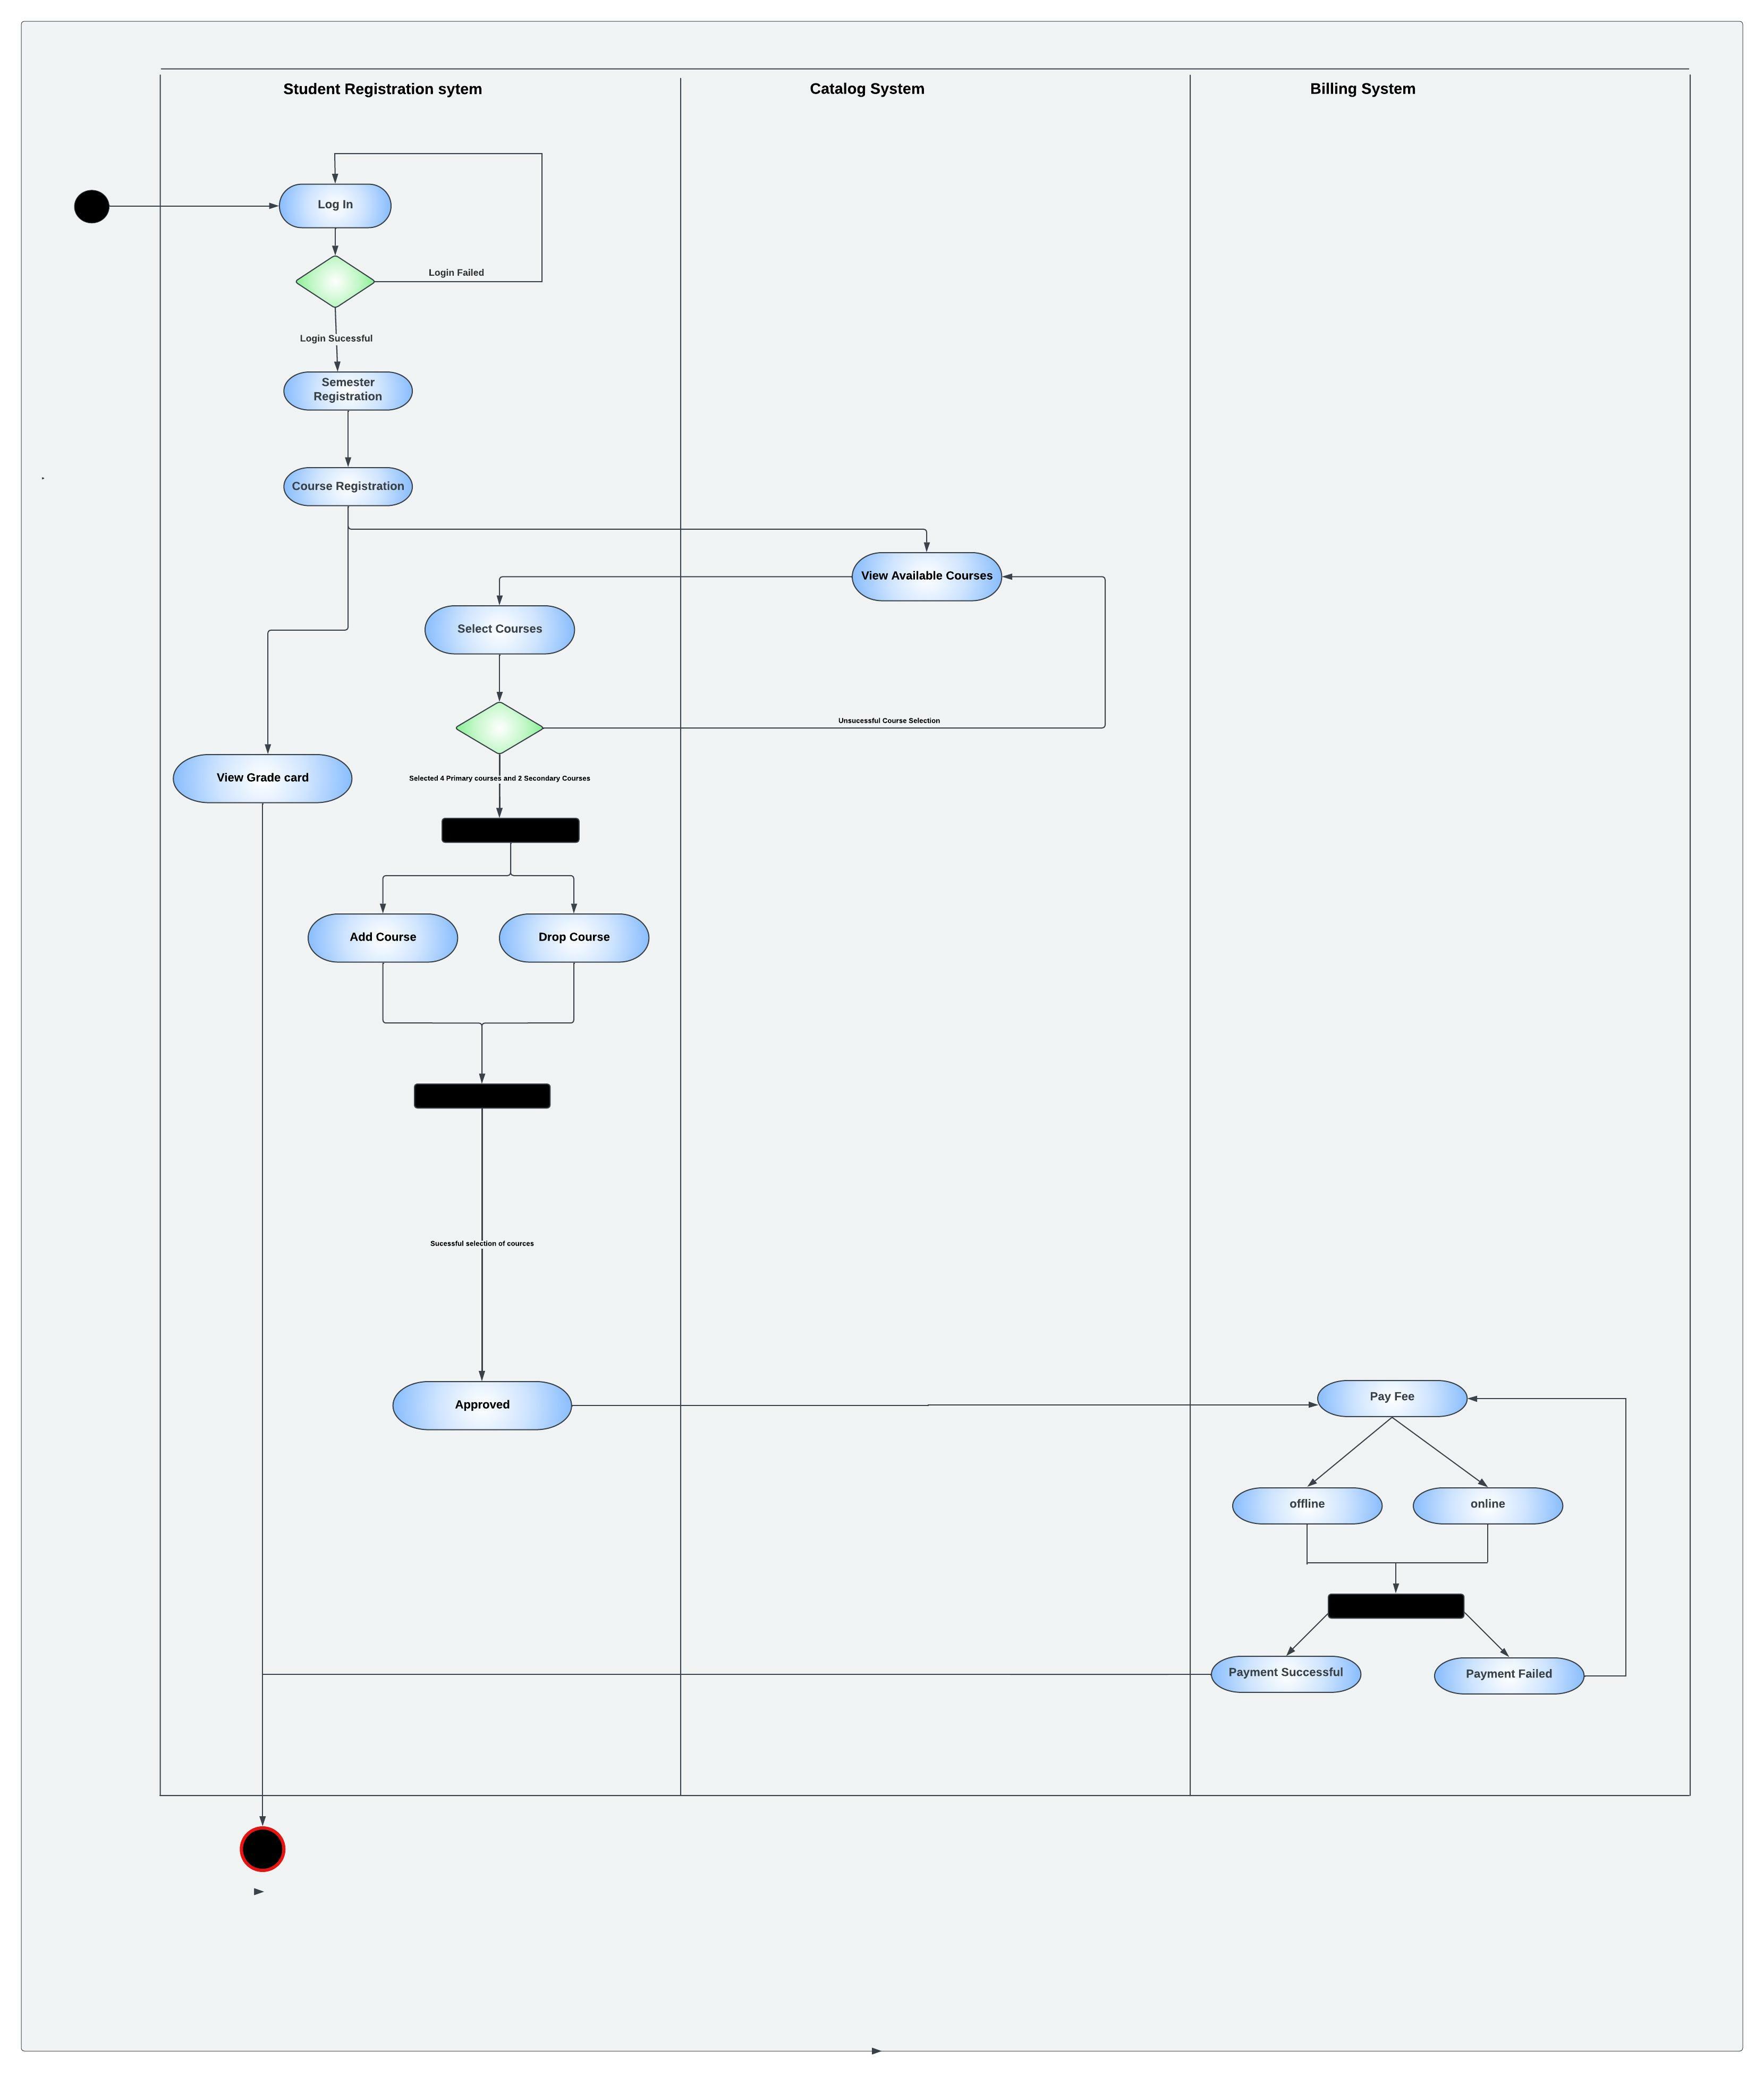 Student Registration sytem
Catalog System
Billing System
Log In
Login Failed
Login Sucessful
Semester
Registration
Course Registration
View Available Courses
Select Courses
Unsucessful Course Selection
View Grade card
Selected 4 Primary courses and 2 Secondary Courses
Add Course
Drop Course
Sucessful selection of cources
Approved
Pay Fee
offline
online
Payment Successful
Payment Failed